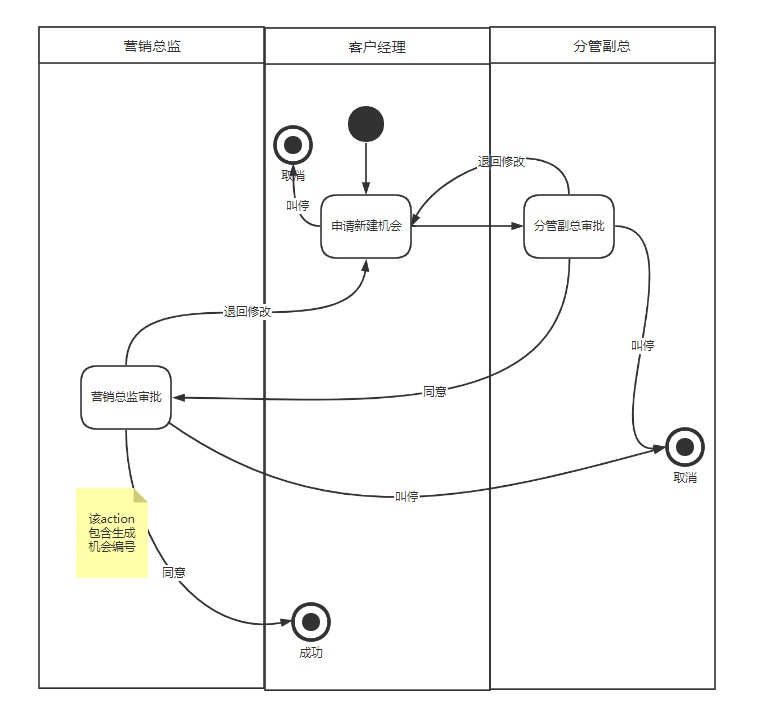 营销总监
客户经理
分管副总
退回修改
取消
叫停
申请新建机会
分管副总审批
退回修改
叫停
营销总监审批
同意
取消
叫停
该action
包含生成
机会编号
同意
成功